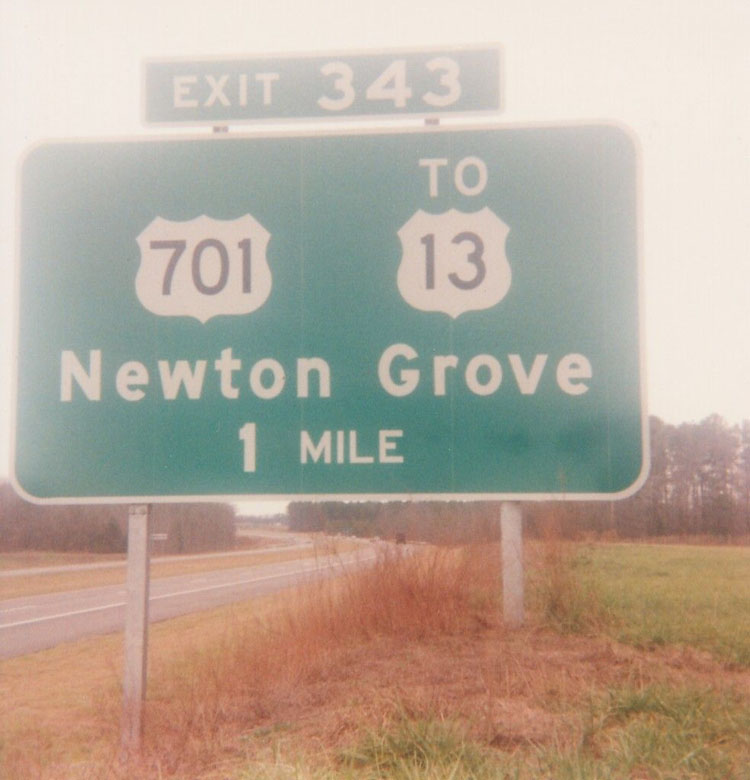 EXIT 343
TO
701 13
Newton Grove
1 MILE